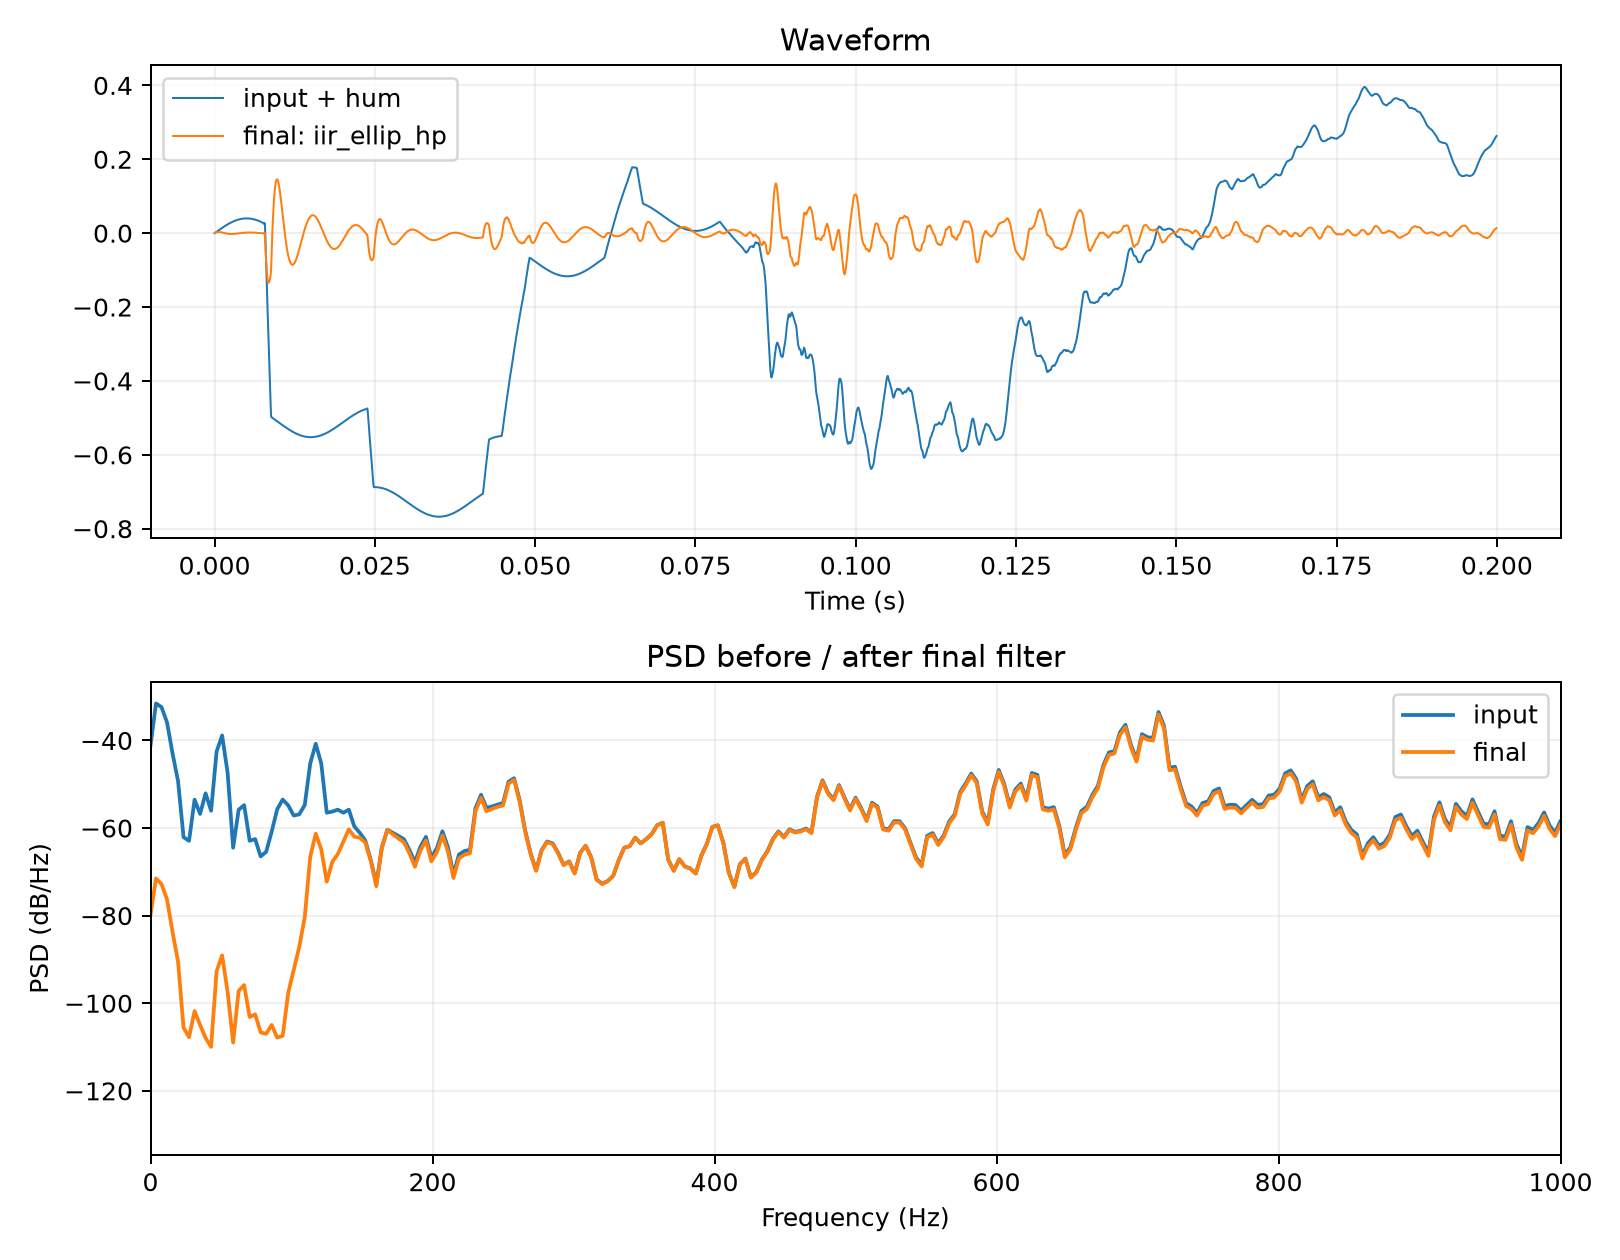 Waveform
input + hum
final: iir_ellip_hp
0.4
0.2
0.0
−0.2
−0.4
−0.6
−0.8
0.000 0.025 0.050 0.075 0.100 0.125 0.150 0.175 0.200
Time (s)
PSD before / after final filter
input
final
PSD (dB/Hz)
−40
−60
−80
−100
−120
0 200 400 600 800 1000
Frequency (Hz)